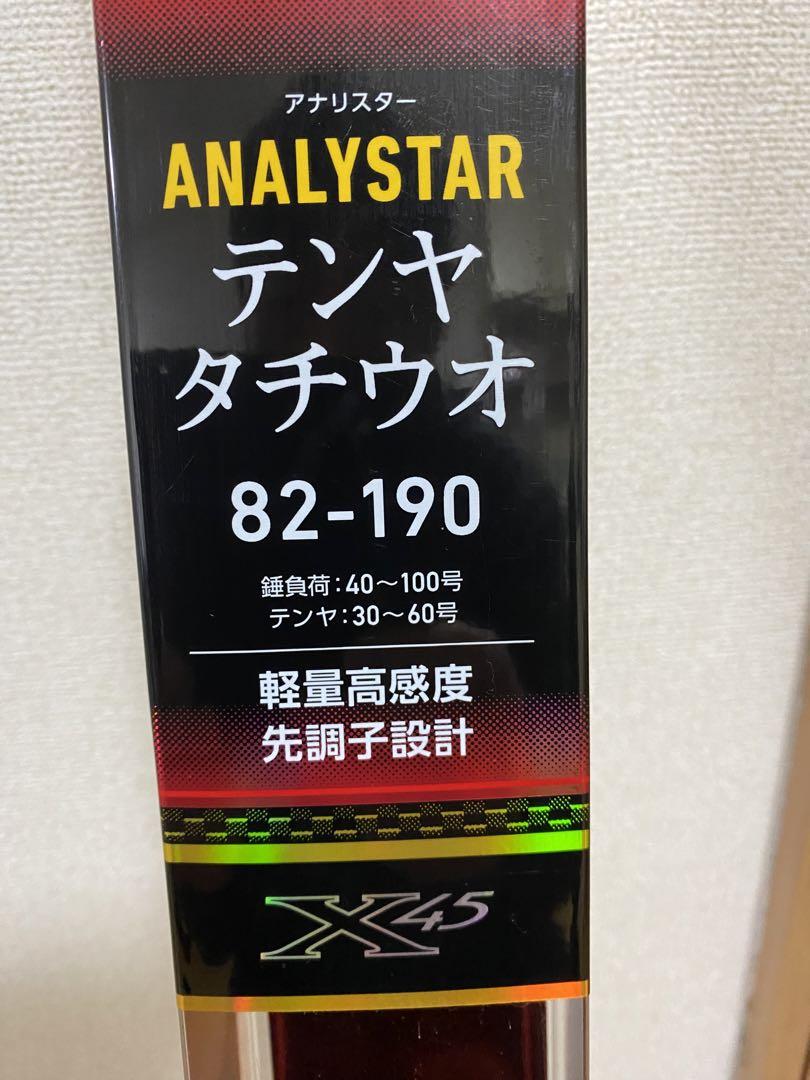 アナリスター
ANALYSTAR
テンヤ
タチウオ
82-190
錘負荷:40〜100号
テンヤ:30〜60号
軽量高感度
先調子設計
X45